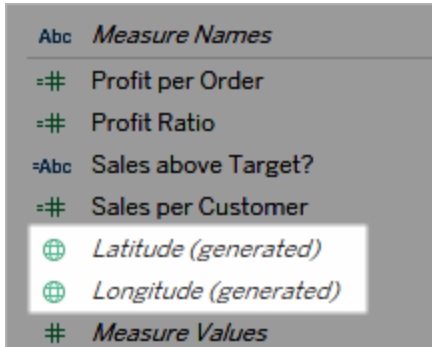 Abc Measure Names
=# Profit per Order
=# Profit Ratio
=Abc Sales above Target?
=# Sales per Customer
Latitude (generated)
Longitude (generated)
# Measure Values